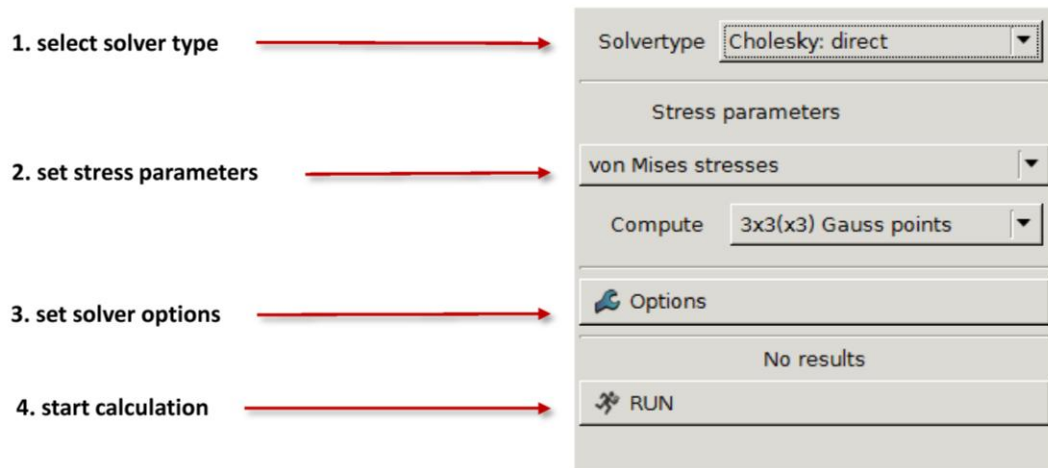 1. select solver type
Solvertype Cholesky: direct
Stress parameters
2. set stress parameters
von Mises stresses
Compute 3x3(x3) Gauss points
3. set solver options
Options
No results
4. start calculation
RUN